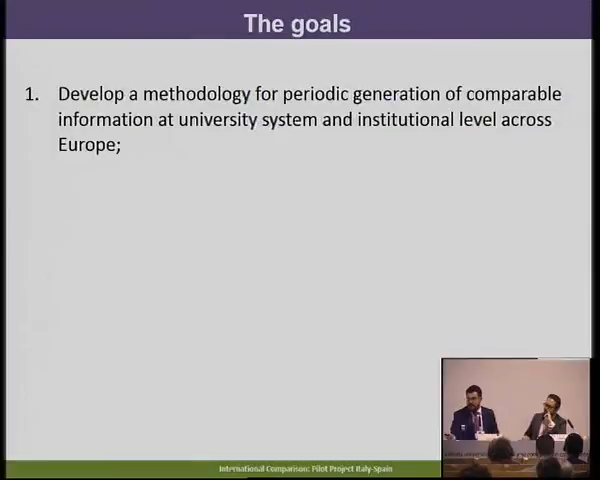 The goals
1. Develop a methodology for periodic generation of comparable
information at university system and institutional level across
Europe;
International Comparison: Pilot Project Italy-Spain